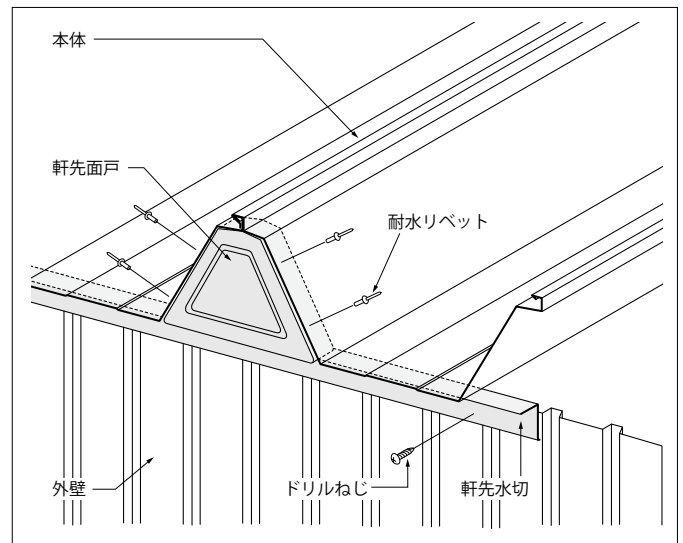 本体
軒先面戸
耐水リベット
外壁
ドリルねじ
軒先水切